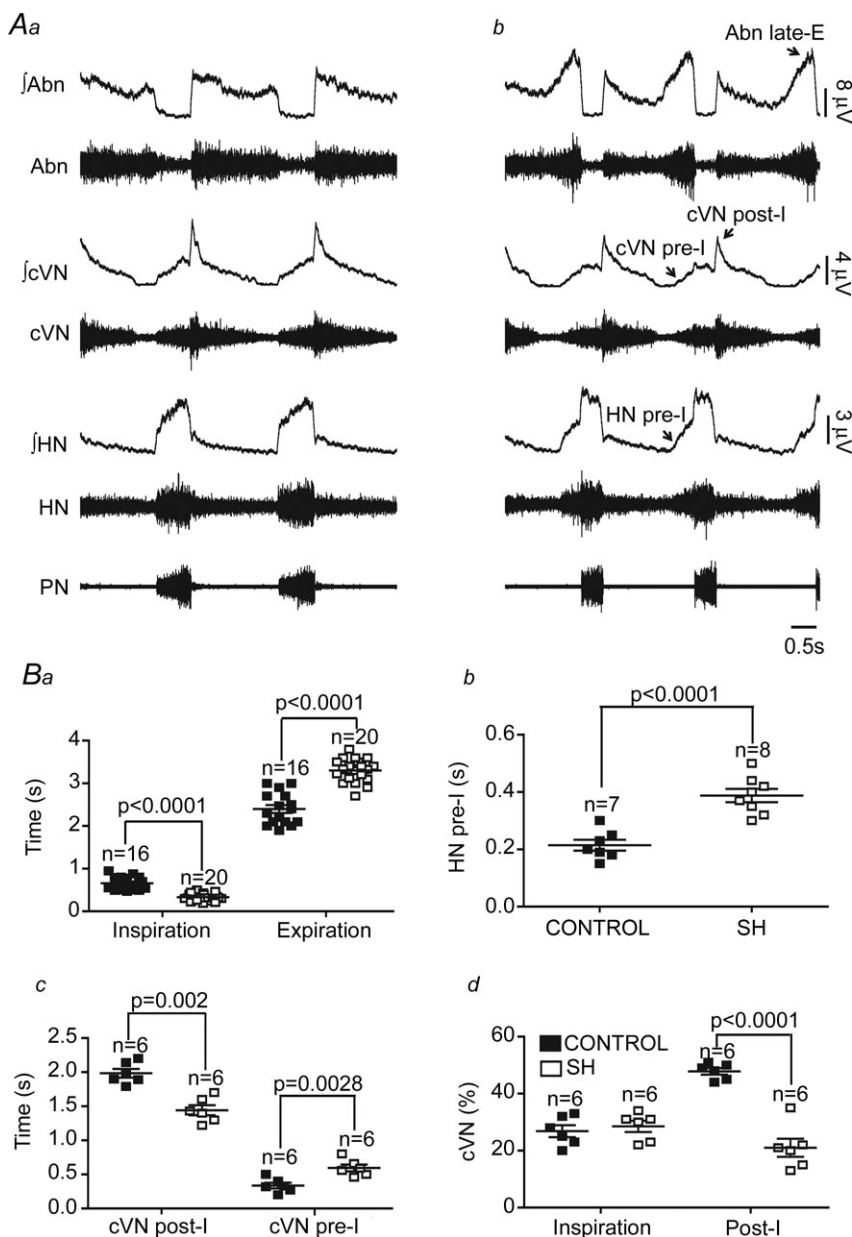 Aa
b
∫Abn
Abn late-E
8 μV
Abn
cVN post-I
cVN pre-I
∫cVN
4 μV
cVN
HN pre-I
∫HN
3 μV
HN
PN
0.5s
Ba
p<0.0001
n=20
n=16
p<0.0001
n=16
n=20
4
3
2
1
0
Time (s)
Inspiration
Expiration
b
p<0.0001
n=8
n=7
0.6
0.4
0.2
0.0
HN pre-I (s)
CONTROL
SH
c
p=0.002
n=6
n=6
p=0.0028
n=6
n=6
2.5
2.0
1.5
1.0
0.5
0.0
Time (s)
cVN post-I
cVN pre-I
d
p<0.0001
CONTROL
SH
n=6
n=6
n=6
n=6
60
40
20
0
cVN (%)
Inspiration
Post-I